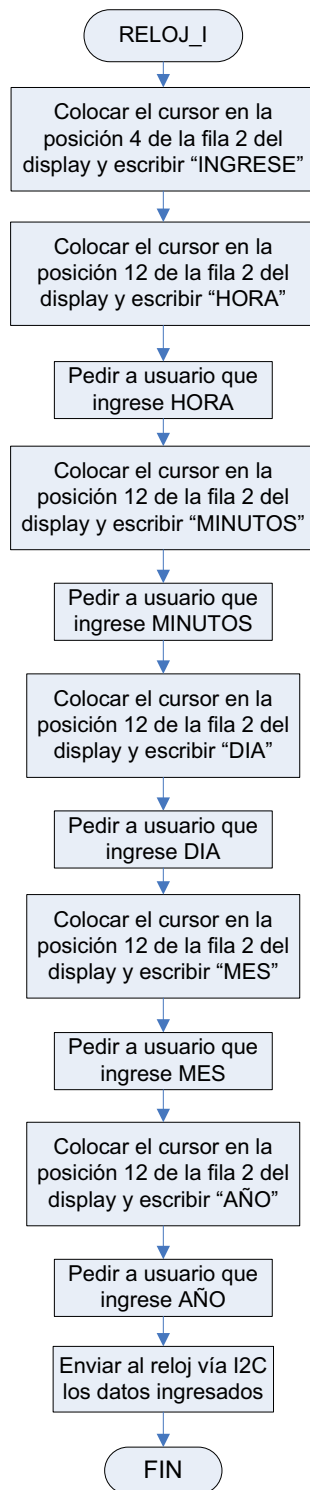 RELOJ_I
Colocar el cursor en la
posición 4 de la fila 2 del
display y escribir “INGRESE”
Colocar el cursor en la
posición 12 de la fila 2 del
display y escribir “HORA”
Pedir a usuario que
ingrese HORA
Colocar el cursor en la
posición 12 de la fila 2 del
display y escribir “MINUTOS”
Pedir a usuario que
ingrese MINUTOS
Colocar el cursor en la
posición 12 de la fila 2 del
display y escribir “DIA”
Pedir a usuario que
ingrese DIA
Colocar el cursor en la
posición 12 de la fila 2 del
display y escribir “MES”
Pedir a usuario que
ingrese MES
Colocar el cursor en la
posición 12 de la fila 2 del
display y escribir “AÑO”
Pedir a usuario que
ingrese AÑO
Enviar al reloj vía I2C
los datos ingresados
FIN